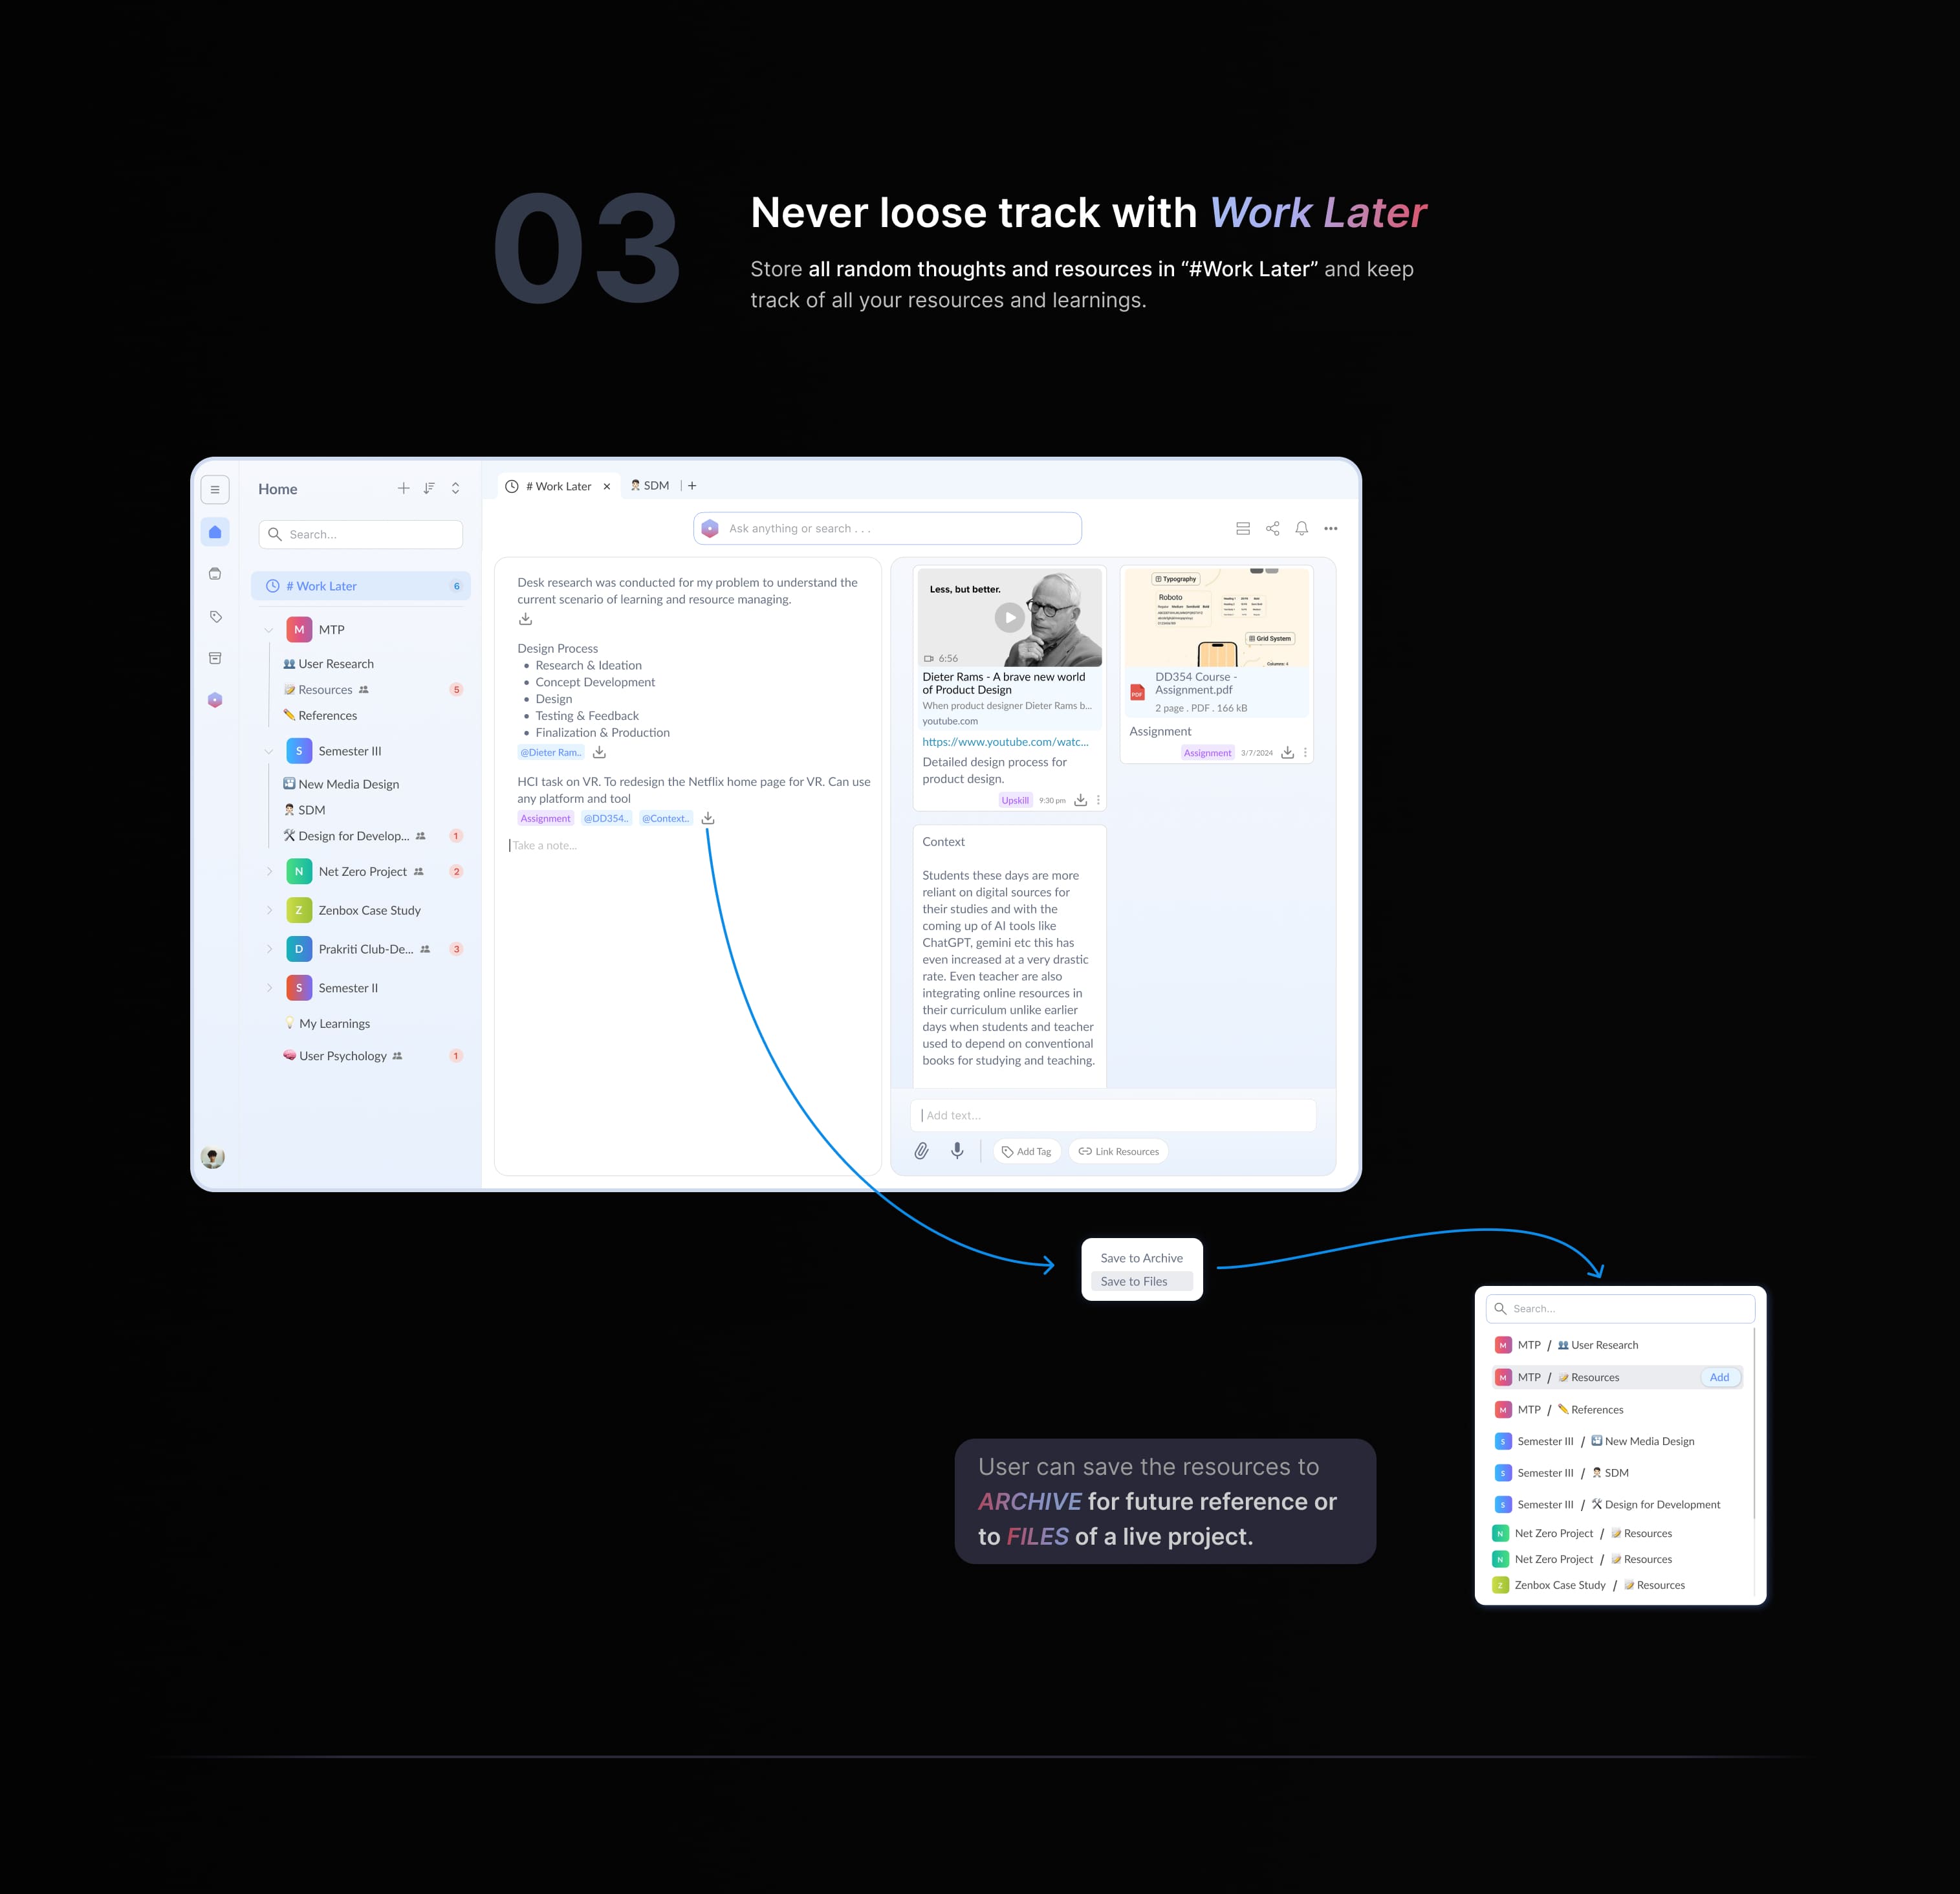 03
Never loose track with Work Later
Store all random thoughts and resources in “#Work Later” and keep
track of all your resources and learnings.
Home
Search...
# Work Later 6
M MTP
User Research
Resources 5
References
S Semester III
New Media Design
SDM
Design for Develop... 1
N Net Zero Project 2
Z Zenbox Case Study
D Prakriti Club-De... 3
S Semester II
My Learnings
User Psychology 1
# Work Later
SDM
Ask anything or search . . .
Desk research was conducted for my problem to understand the
current scenario of learning and resource managing.
Design Process
• Research & Ideation
• Concept Development
• Design
• Testing & Feedback
• Finalization & Production
@Dieter Ram..
HCI task on VR. To redesign the Netflix home page for VR. Can use
any platform and tool
Assignment @DD354.. @Context..
Take a note...
Less, but better.
6:56
Dieter Rams - A brave new world
of Product Design
When product designer Dieter Rams b...
youtube.com
https://www.youtube.com/watc...
Detailed design process for
product design.
Upskill 9:30 pm
Typography
Roboto
Grid System
PDF
DD354 Course -
Assignment.pdf
2 page . PDF . 166 kB
Assignment
Assignment 3/7/2024
Context
Students these days are more
reliant on digital sources for
their studies and with the
coming up of AI tools like
ChatGPT, gemini etc this has
even increased at a very drastic
rate. Even teacher are also
integrating online resources in
their curriculum unlike earlier
days when students and teacher
used to depend on conventional
books for studying and teaching.
Add text...
Add Tag
Link Resources
Save to Archive
Save to Files
Search...
M MTP / User Research
M MTP / Resources Add
M MTP / References
S Semester III / New Media Design
S Semester III / SDM
S Semester III / Design for Development
N Net Zero Project / Resources
N Net Zero Project / Resources
Z Zenbox Case Study / Resources
User can save the resources to
ARCHIVE for future reference or
to FILES of a live project.